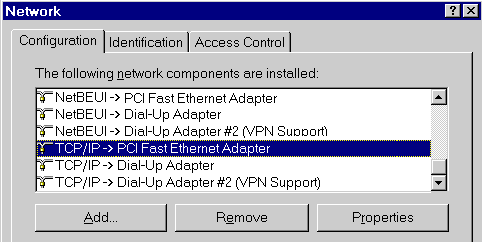 Network
Configuration Identification Access Control
The following network components are installed:
NetBEUI -> PCI Fast Ethernet Adapter
NetBEUI -> Dial-Up Adapter
NetBEUI -> Dial-Up Adapter #2 (VPN Support)
TCP/IP -> PCI Fast Ethernet Adapter
TCP/IP -> Dial-Up Adapter
TCP/IP -> Dial-Up Adapter #2 (VPN Support)
Add... Remove Properties